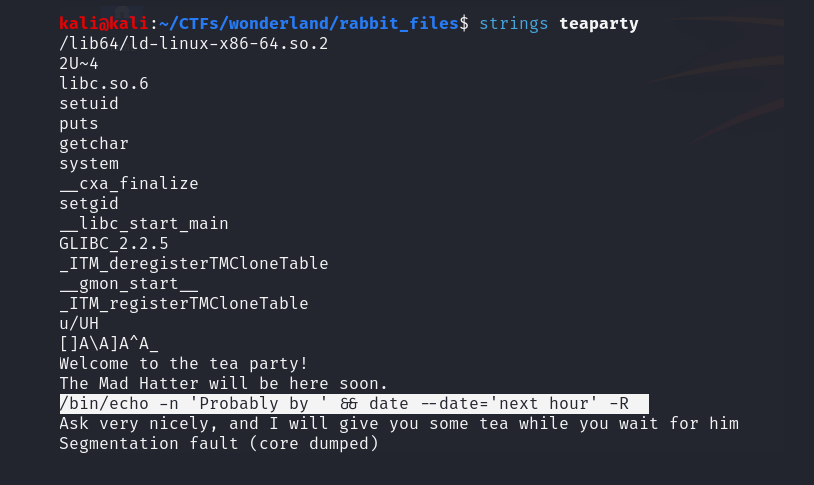 kali@kali:~/CTFs/wonderland/rabbit_files$ strings teaparty
/lib64/ld-linux-x86-64.so.2
2U~4
libc.so.6
setuid
puts
getchar
system
__cxa_finalize
setgid
__libc_start_main
GLIBC_2.2.5
_ITM_deregisterTMCloneTable
__gmon_start__
_ITM_registerTMCloneTable
u/UH
[]A\A]A^A_
Welcome to the tea party!
The Mad Hatter will be here soon.
/bin/echo -n 'Probably by ' && date --date='next hour' -R
Ask very nicely, and I will give you some tea while you wait for him
Segmentation fault (core dumped)